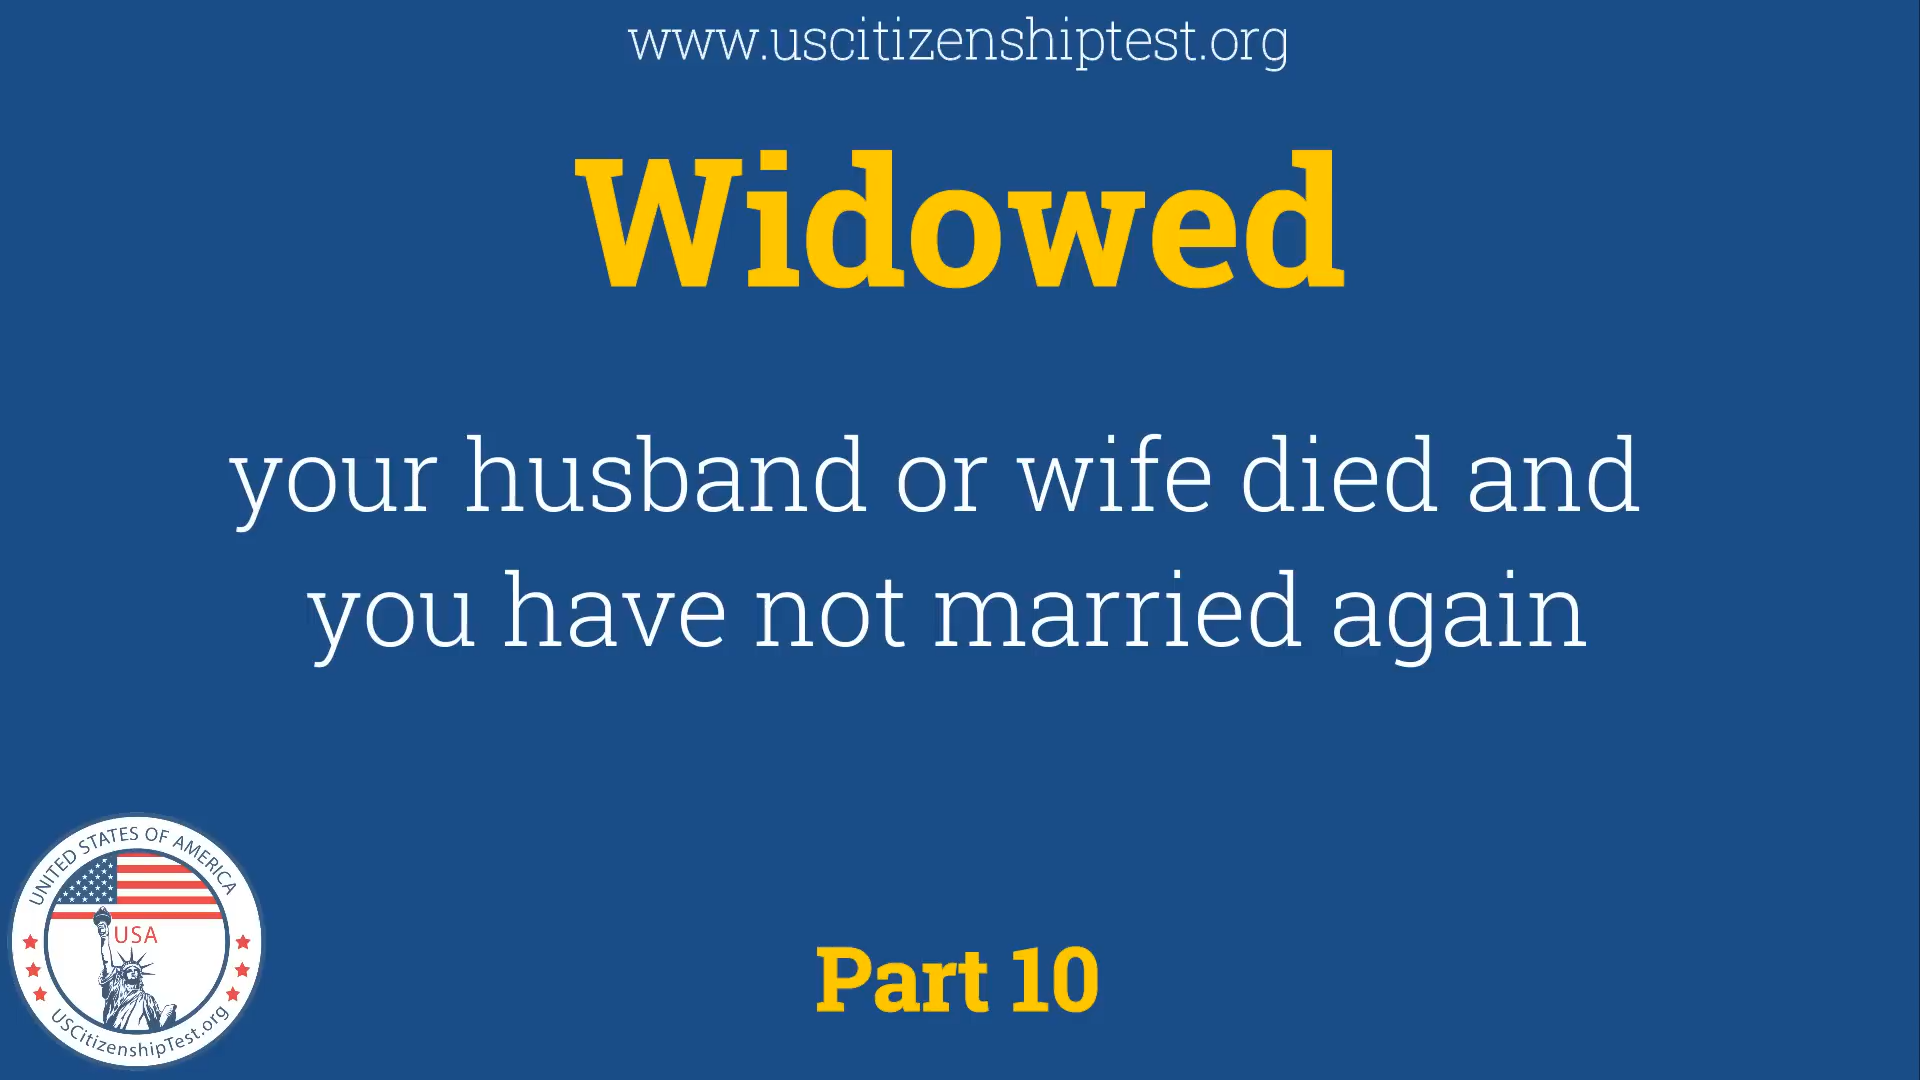 www.uscitizenshiptest.org
Widowed
your husband or wife died and
you have not married again
UNITED STATES OF AMERICA
USA
USCitizenshipTest.org
Part 10